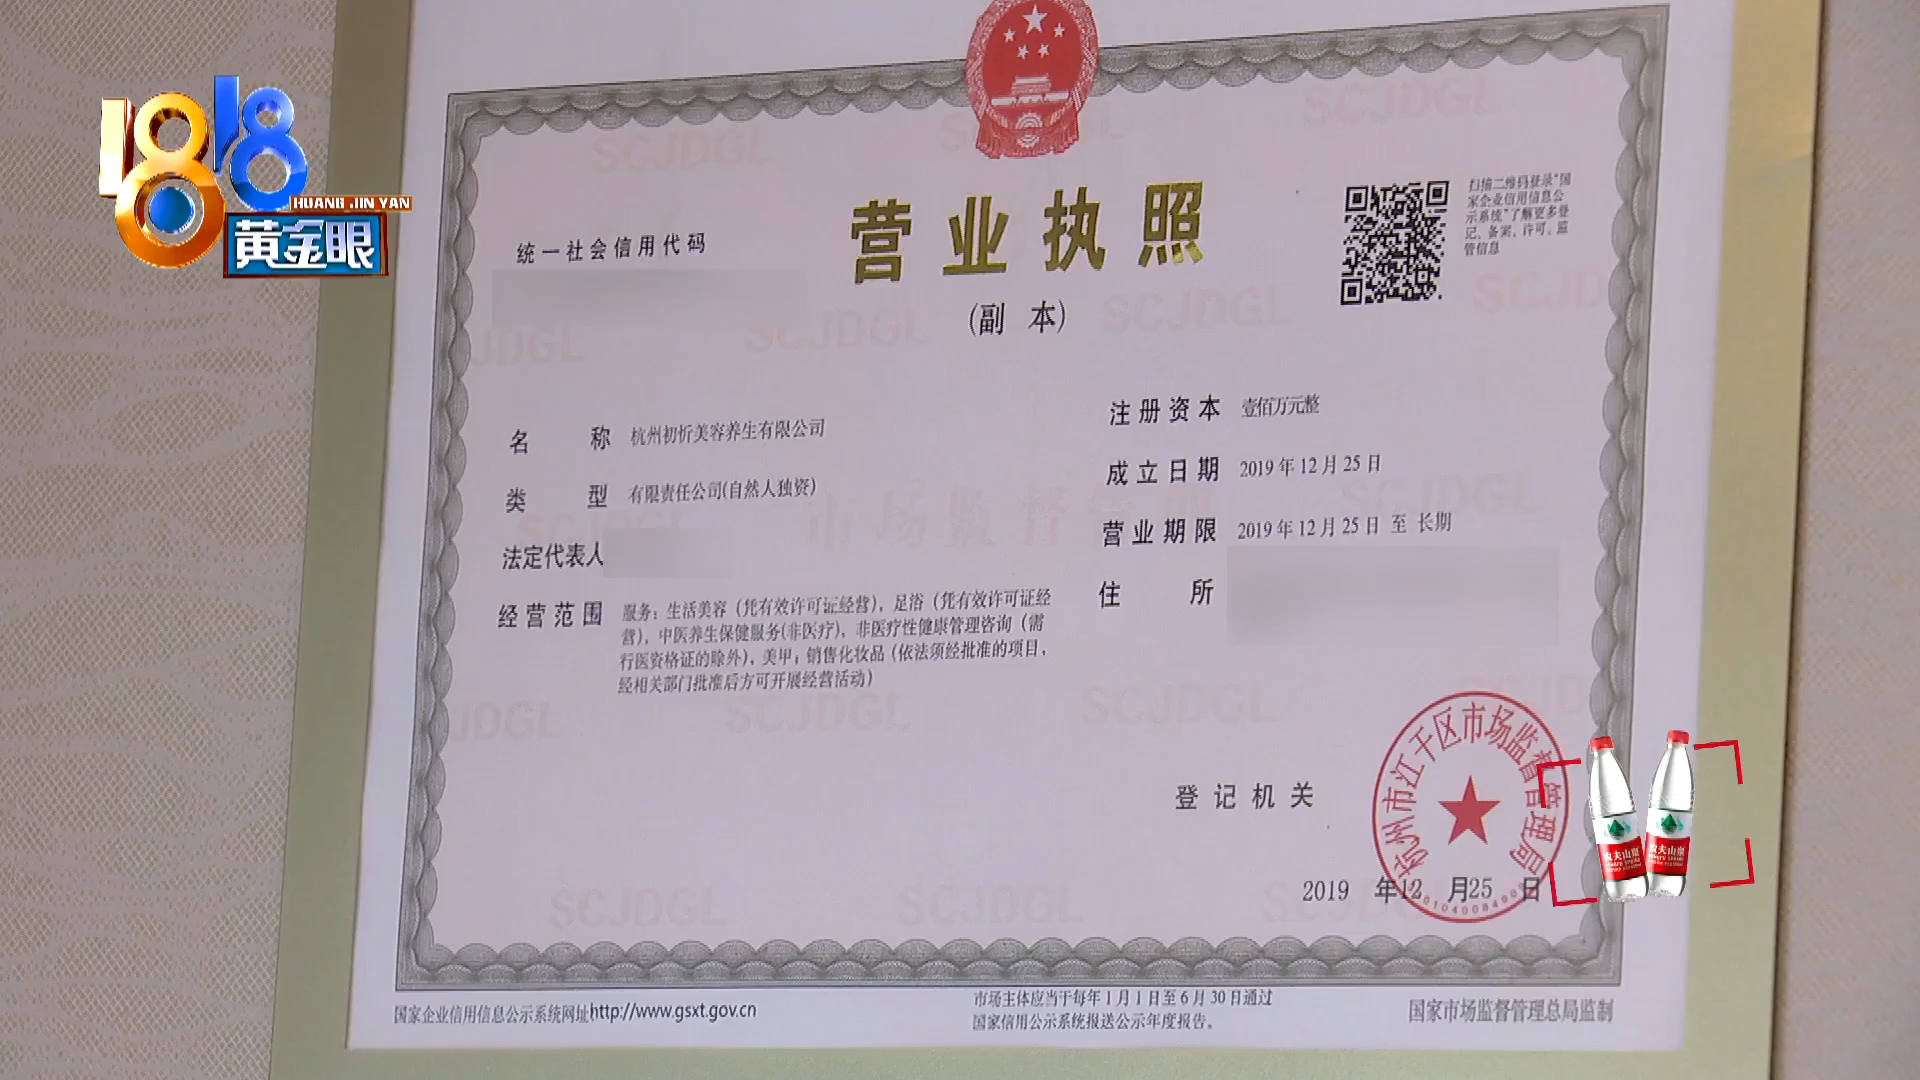 1818
HUANG JIN YAN
黄金眼
统一社会信用代码
营业执照
(副 本)
扫描二维码登录“国
家企业信用信息公
示系统”了解更多登
记、备案、许可、监
管信息
名 称 杭州初忻美容养生有限公司
类 型 有限责任公司(自然人独资)
法定代表人
经营范围 服务：生活美容（凭有效许可证经营），足浴（凭有效许可证经
营），中医养生保健服务(非医疗)，非医疗性健康管理咨询（需
行医资格证的除外），美甲；销售化妆品（依法须经批准的项目，
经相关部门批准后方可开展经营活动）
注册资本 壹佰万元整
成立日期 2019年12月25日
营业期限 2019年12月25日 至 长期
住 所
登记机关
杭州市江干区市场监督管理局
2019 年12 月25 日
农夫山泉
农夫山泉
国家企业信用信息公示系统网址http://www.gsxt.gov.cn
市场主体应当于每年1月1日至6月30日通过
国家信用公示系统报送公示年度报告。
国家市场监督管理总局监制